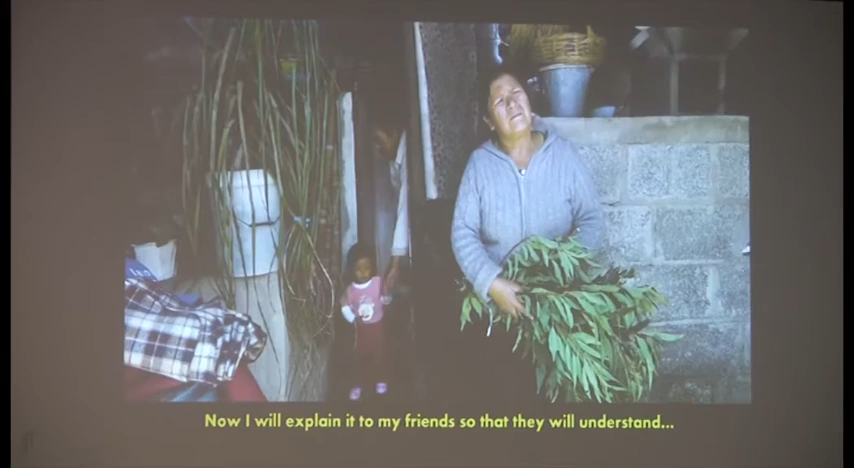 Now I will explain it to my friends so that they will understand...